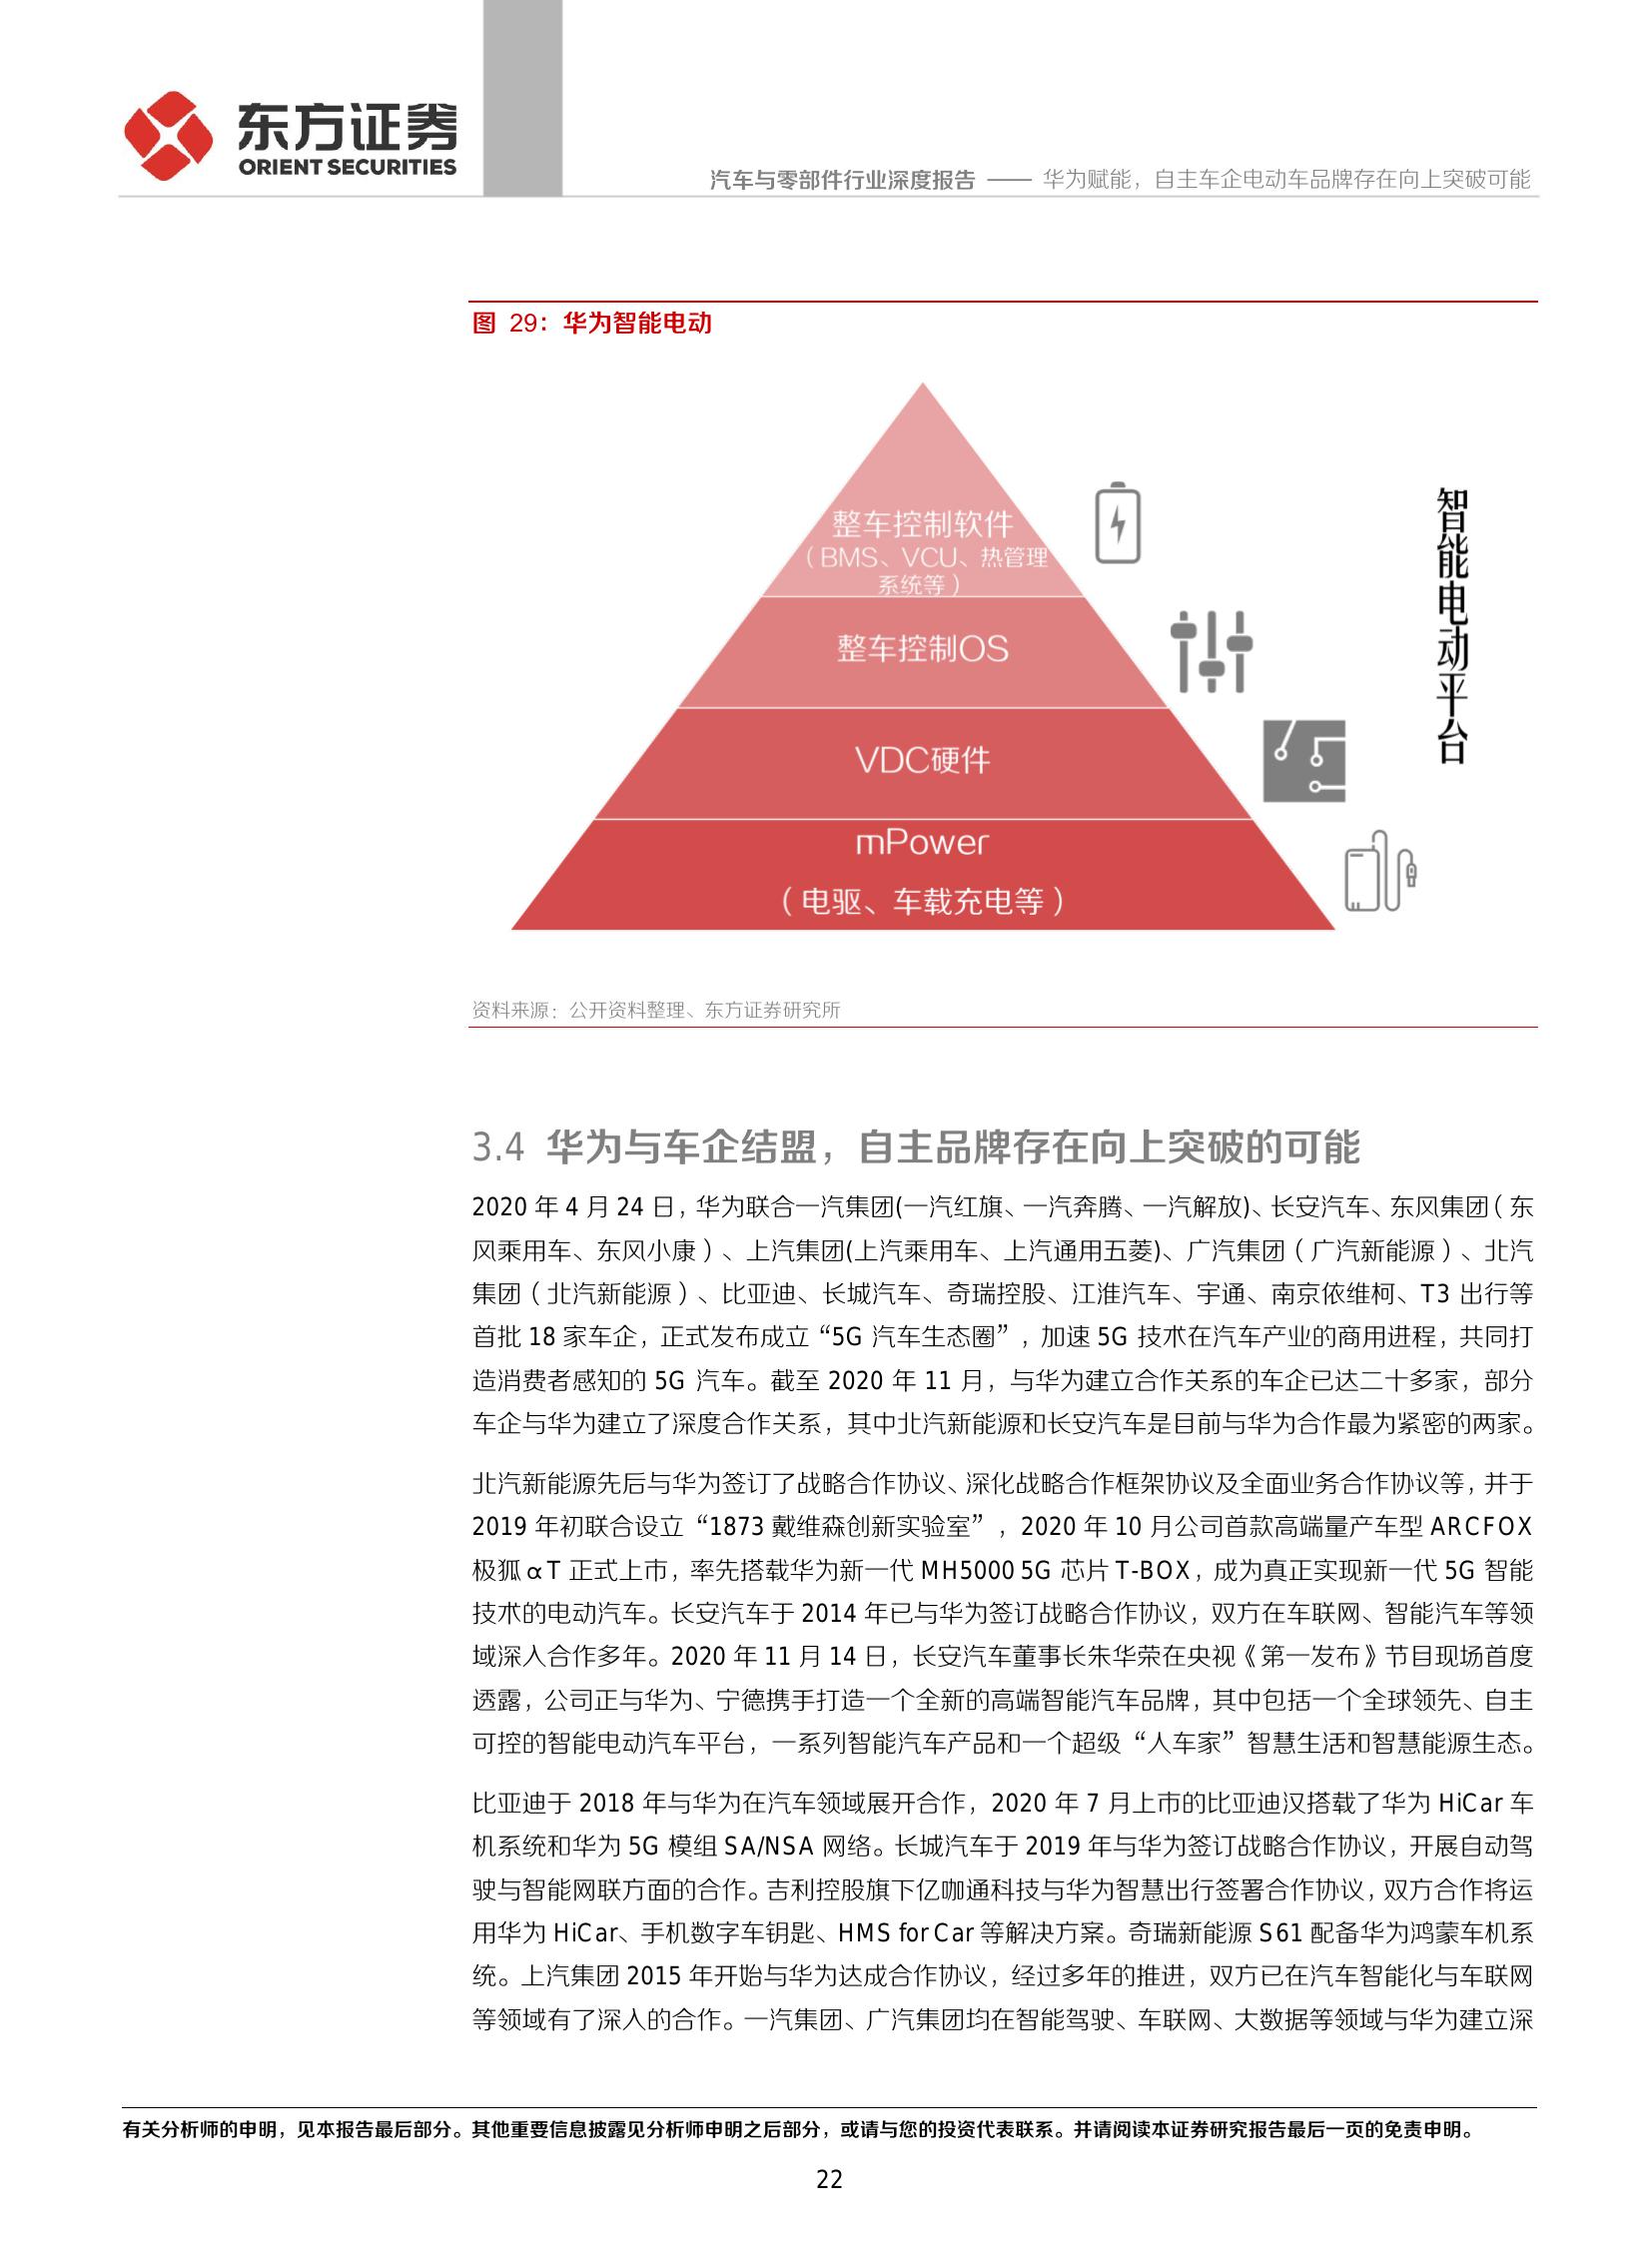 东方证券
ORIENT SECURITIES
汽车与零部件行业深度报告 —— 华为赋能，自主车企电动车品牌存在向上突破可能
图 29：华为智能电动
整车控制软件
（BMS、VCU、热管理
系统等）
整车控制OS
VDC硬件
mPower
（电驱、车载充电等）
智能电动平台
资料来源：公开资料整理、东方证券研究所
3.4 华为与车企结盟，自主品牌存在向上突破的可能
2020 年 4 月 24 日，华为联合一汽集团(一汽红旗、一汽奔腾、一汽解放)、长安汽车、东风集团（东
风乘用车、东风小康）、上汽集团(上汽乘用车、上汽通用五菱)、广汽集团（广汽新能源）、北汽
集团（北汽新能源）、比亚迪、长城汽车、奇瑞控股、江淮汽车、宇通、南京依维柯、T3 出行等
首批 18 家车企，正式发布成立“5G 汽车生态圈”，加速 5G 技术在汽车产业的商用进程，共同打
造消费者感知的 5G 汽车。截至 2020 年 11 月，与华为建立合作关系的车企已达二十多家，部分
车企与华为建立了深度合作关系，其中北汽新能源和长安汽车是目前与华为合作最为紧密的两家。
北汽新能源先后与华为签订了战略合作协议、深化战略合作框架协议及全面业务合作协议等，并于
2019 年初联合设立“1873 戴维森创新实验室”，2020 年 10 月公司首款高端量产车型 ARCFOX
极狐 αT 正式上市，率先搭载华为新一代 MH5000 5G 芯片 T-BOX，成为真正实现新一代 5G 智能
技术的电动汽车。长安汽车于 2014 年已与华为签订战略合作协议，双方在车联网、智能汽车等领
域深入合作多年。2020 年 11 月 14 日，长安汽车董事长朱华荣在央视《第一发布》节目现场首度
透露，公司正与华为、宁德携手打造一个全新的高端智能汽车品牌，其中包括一个全球领先、自主
可控的智能电动汽车平台，一系列智能汽车产品和一个超级“人车家”智慧生活和智慧能源生态。
比亚迪于 2018 年与华为在汽车领域展开合作，2020 年 7 月上市的比亚迪汉搭载了华为 HiCar 车
机系统和华为 5G 模组 SA/NSA 网络。长城汽车于 2019 年与华为签订战略合作协议，开展自动驾
驶与智能网联方面的合作。吉利控股旗下亿咖通科技与华为智慧出行签署合作协议，双方合作将运
用华为 HiCar、手机数字车钥匙、HMS for Car 等解决方案。奇瑞新能源 S61 配备华为鸿蒙车机系
统。上汽集团 2015 年开始与华为达成合作协议，经过多年的推进，双方已在汽车智能化与车联网
等领域有了深入的合作。一汽集团、广汽集团均在智能驾驶、车联网、大数据等领域与华为建立深
有关分析师的申明，见本报告最后部分。其他重要信息披露见分析师申明之后部分，或请与您的投资代表联系。并请阅读本证券研究报告最后一页的免责申明。
22